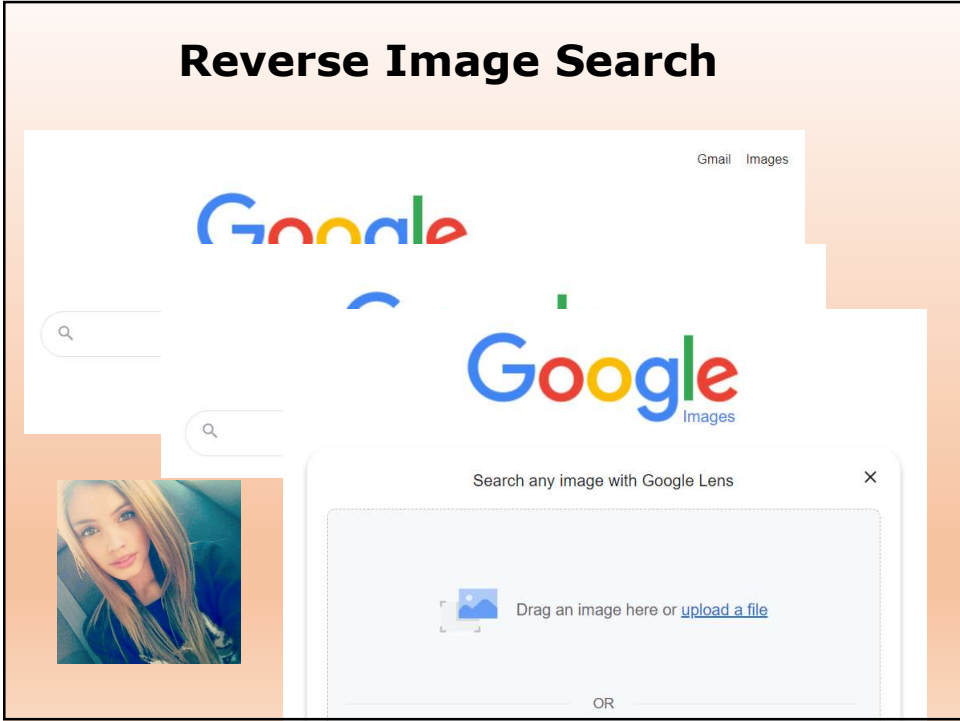 Reverse Image Search
Gmail Images
Google
Google
Images
Search any image with Google Lens
Drag an image here or upload a file
OR